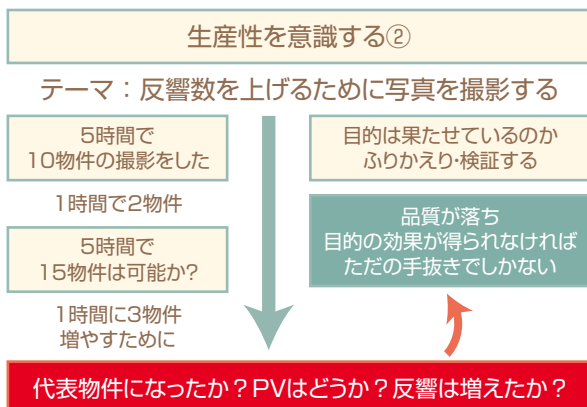 生産性を意識する②
テーマ：反響数を上げるために写真を撮影する
5時間で
10物件の撮影をした
1時間で2物件
5時間で
15物件は可能か?
1時間に3物件
増やすために
目的は果たせているのか
ふりかえり・検証する
品質が落ち
目的の効果が得られなければ
ただの手抜きでしかない
代表物件になったか？PVはどうか？反響は増えたか？